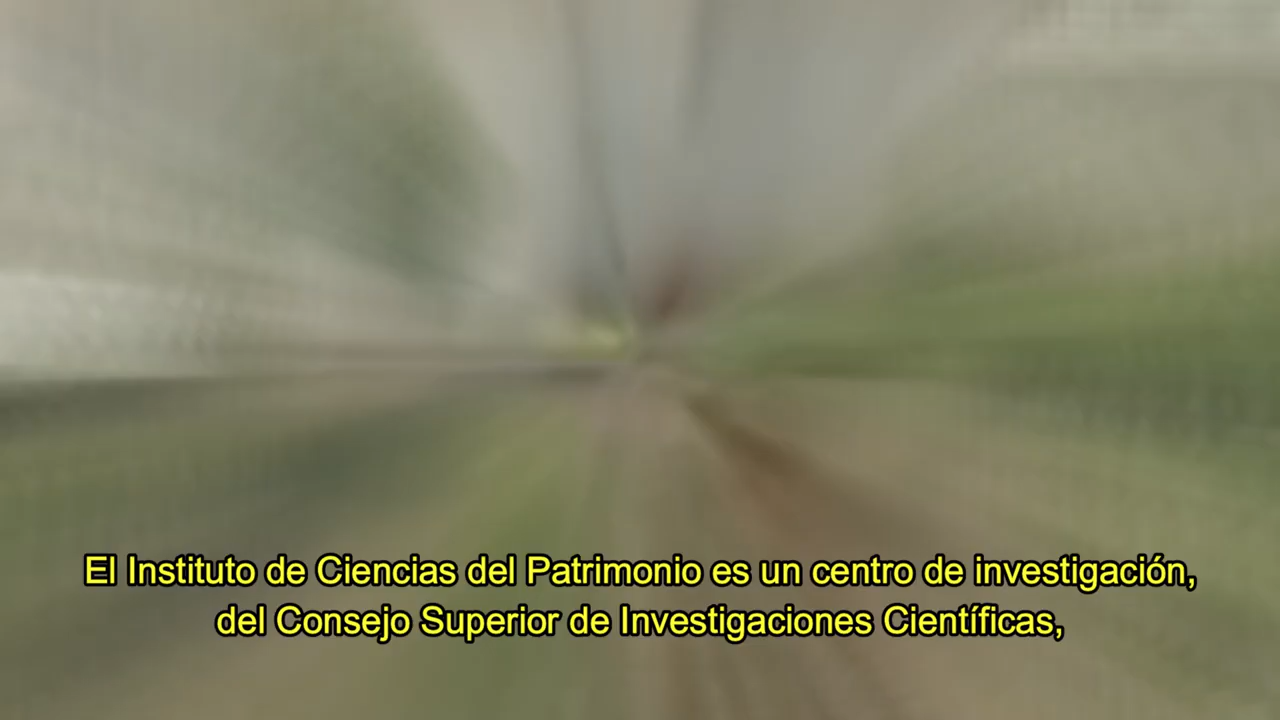 El Instituto de Ciencias del Patrimonio es un centro de investigación,
del Consejo Superior de Investigaciones Científicas,